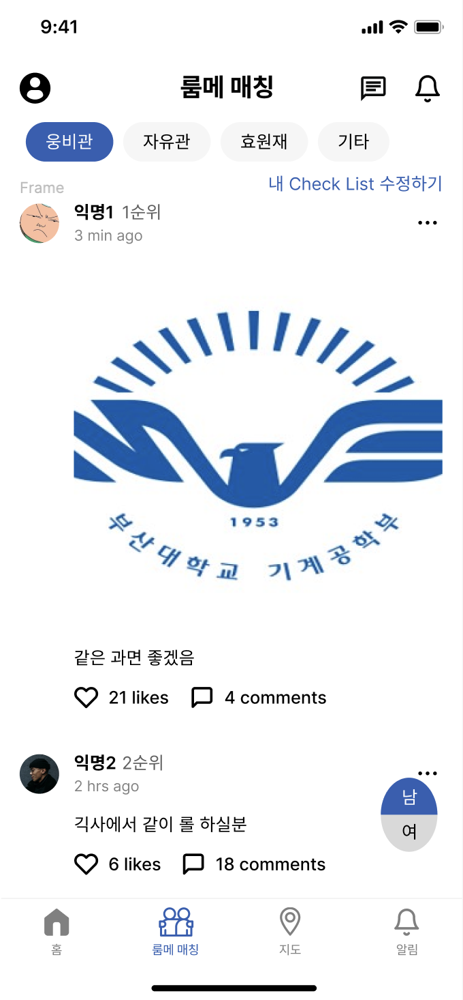 9:41
룸메 매칭
웅비관 자유관 효원재 기타
Frame
내 Check List 수정하기
익명1 1순위
3 min ago
1953
부산대학교 기계공학부
같은 과면 좋겠음
21 likes 4 comments
익명2 2순위
2 hrs ago
남
여
긱사에서 같이 롤 하실분
6 likes 18 comments
홈 룸메 매칭 지도 알림